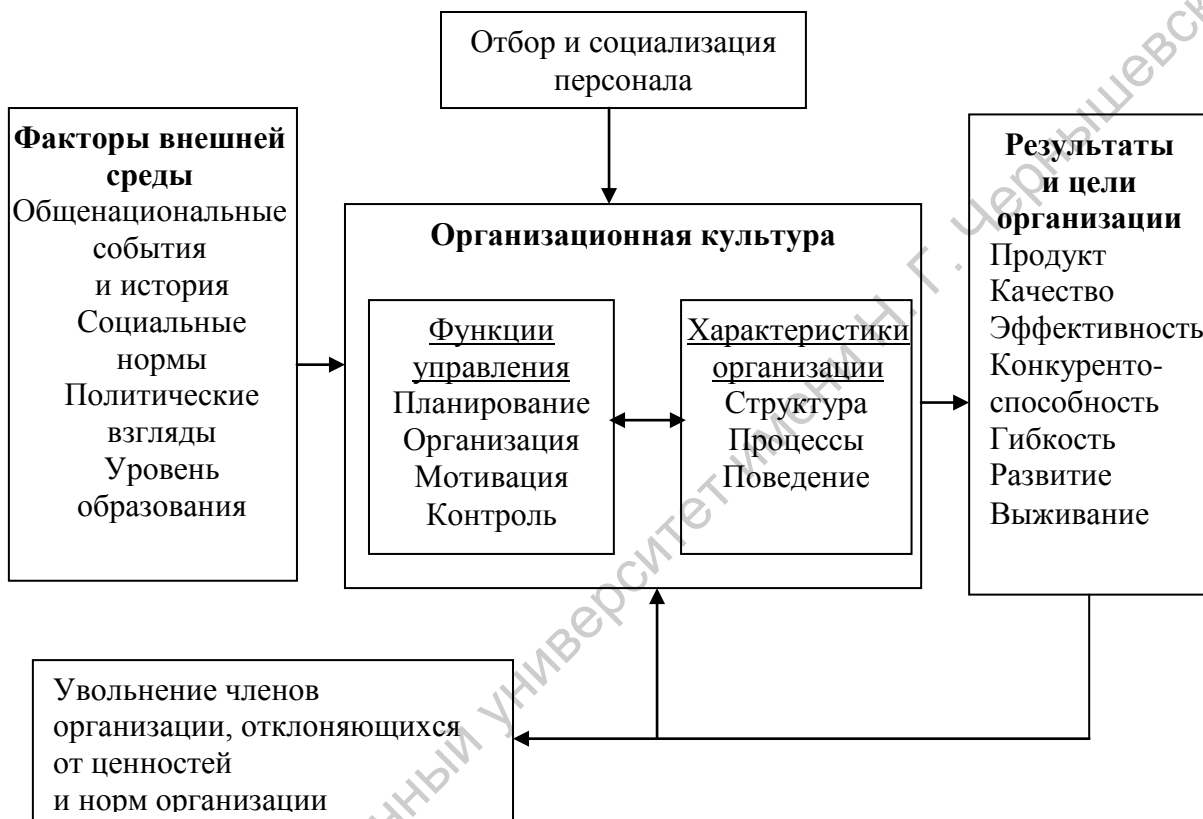 Отбор и социализация
персонала
Факторы внешней
среды
Общенациональные
события
и история
Социальные
нормы
Политические
взгляды
Уровень
образования
Организационная культура
Функции
управления
Планирование
Организация
Мотивация
Контроль
Характеристики
организации
Структура
Процессы
Поведение
Результаты
и цели
организации
Продукт
Качество
Эффективность
Конкуренто-
способность
Гибкость
Развитие
Выживание
Увольнение членов
организации, отклоняющихся
от ценностей
и норм организации
университет имени Н. Г.